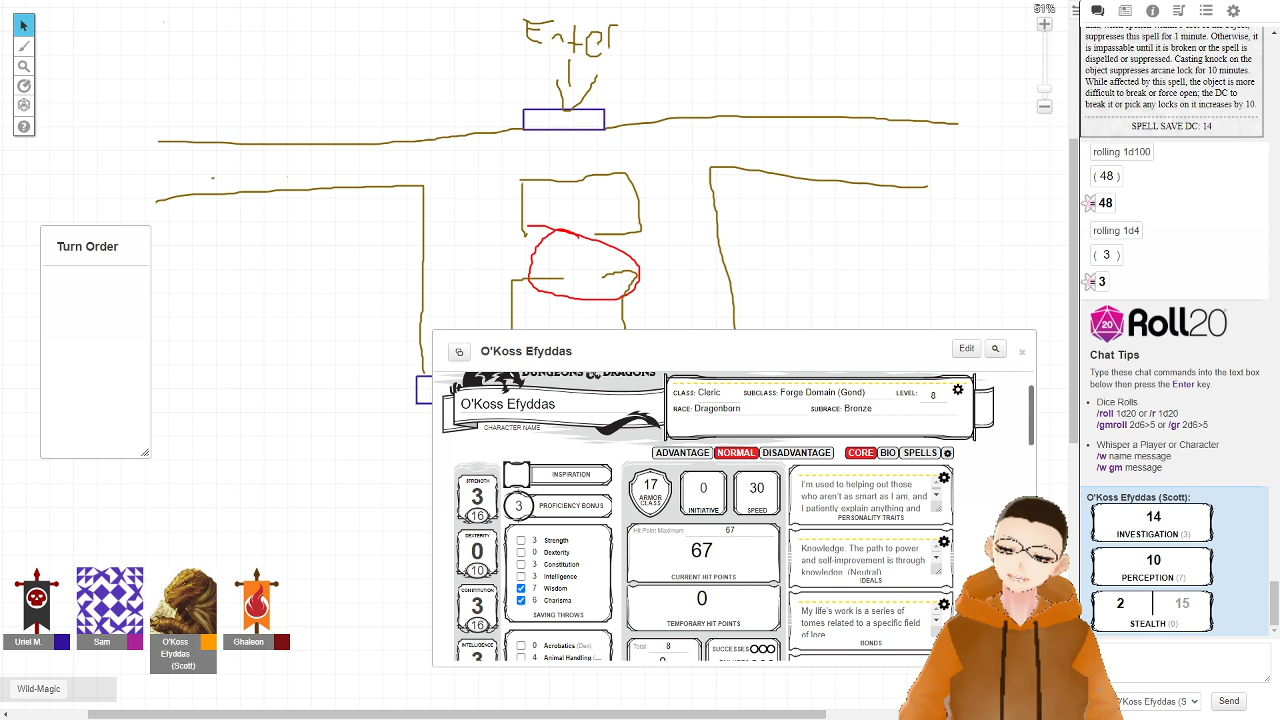 51%
Enter
Turn Order
O'Koss Efyddas
Edit
DUNGEONS & DRAGONS
O'Koss Efyddas
CHARACTER NAME
CLASS: Cleric
SUBCLASS: Forge Domain (Gond)
LEVEL: 8
RACE: Dragonborn
SUBRACE: Bronze
ADVANTAGE
NORMAL
DISADVANTAGE
CORE
BIO
SPELLS
STRENGTH
3
16
DEXTERITY
0
10
CONSTITUTION
3
16
INTELLIGENCE
INSPIRATION
3
PROFICIENCY BONUS
3 Strength
0 Dexterity
3 Constitution
3 Intelligence
7 Wisdom
6 Charisma
SAVING THROWS
0 Acrobatics (Dex)
4 Animal Handling (...
17
ARMOR
CLASS
0
INITIATIVE
30
SPEED
Hit Point Maximum 67
67
CURRENT HIT POINTS
0
TEMPORARY HIT POINTS
Total 8
SUCCESSES
I'm used to helping out those
who aren't as smart as I am, and
I patiently explain anything and
PERSONALITY TRAITS
Knowledge. The path to power
and self-improvement is through
knowledge. (Neutral)
IDEALS
My life's work is a series of
tomes related to a specific field
of lore.
BONDS
Uriel M.
Sam
O'Koss
Efyddas
(Scott)
Ghaleon
Wild-Magic
suppresses this spell for 1 minute. Otherwise, it
is impassable until it is broken or the spell is
dispelled or suppressed. Casting knock on the
object suppresses arcane lock for 10 minutes.
While affected by this spell, the object is more
difficult to break or force open; the DC to
break it or pick any locks on it increases by 10.
SPELL SAVE DC: 14
rolling 1d100
( 48 )
= 48
rolling 1d4
( 3 )
= 3
20 Roll20
Chat Tips
Type these chat commands into the text box
below then press the Enter key.
• Dice Rolls
/roll 1d20 or /r 1d20
/gmroll 2d6>5 or /gr 2d6>5
• Whisper a Player or Character
/w name message
/w gm message
O'Koss Efyddas (Scott):
14
INVESTIGATION (3)
10
PERCEPTION (7)
2 15
STEALTH (0)
O'Koss Efyddas (S
Send